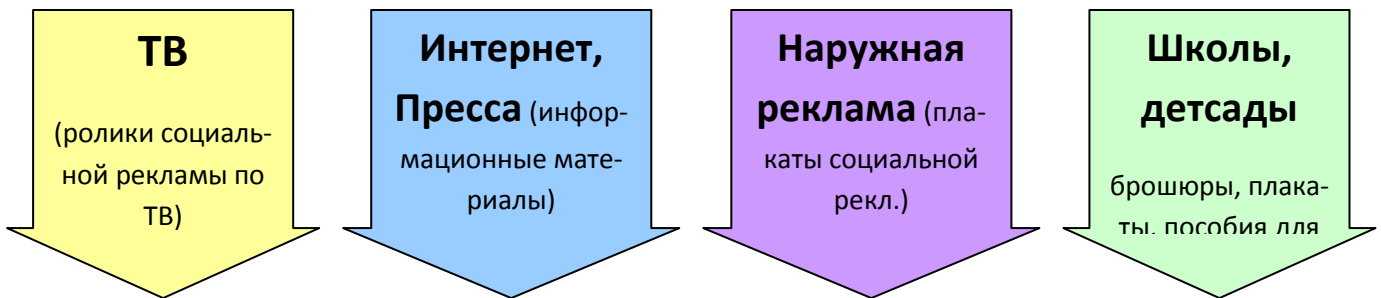 ТВ
(ролики социаль-
ной рекламы по
ТВ)
Интернет,
Пресса (инфор-
мационные мате-
риалы)
Наружная
реклама (пла-
каты социальной
рекл.)
Школы,
детсады
брошюры, плака-
ты, пособия для